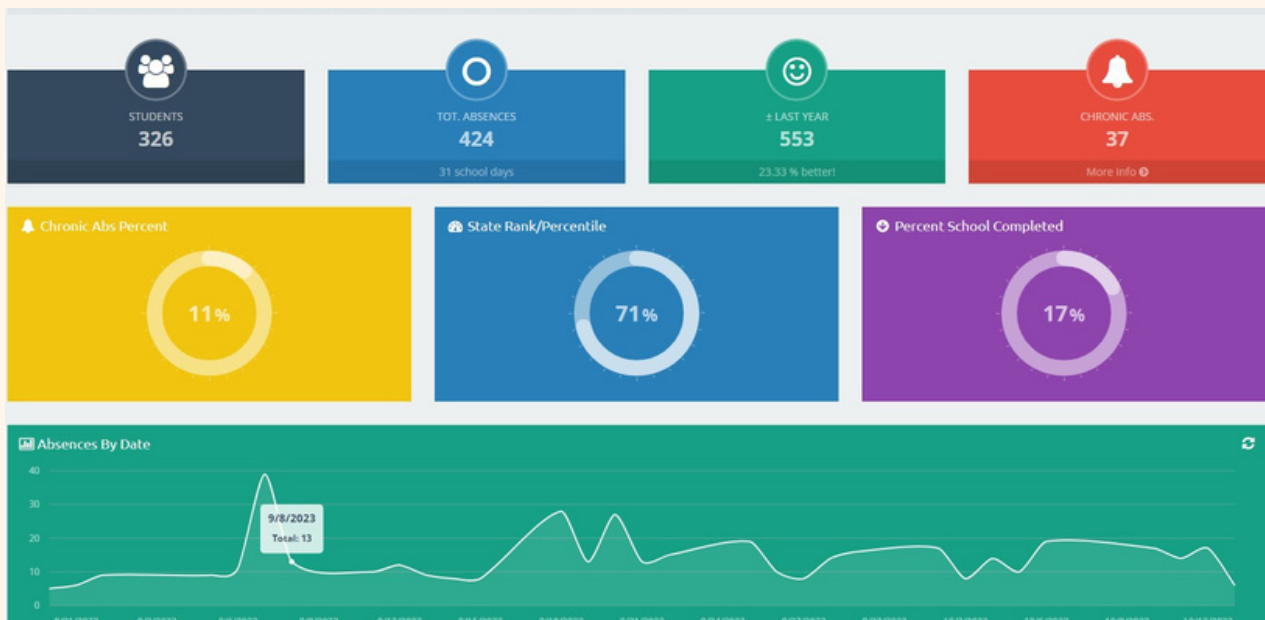 STUDENTS
326
TOT. ABSENCES
424
31 school days
± LAST YEAR
553
23.33 % better!
CHRONIC ABS.
37
More Info
Chronic Abs Percent
11%
State Rank/Percentile
71%
Percent School Completed
17%
Absences By Date
40
30
20
10
0
9/8/2023
Total: 13